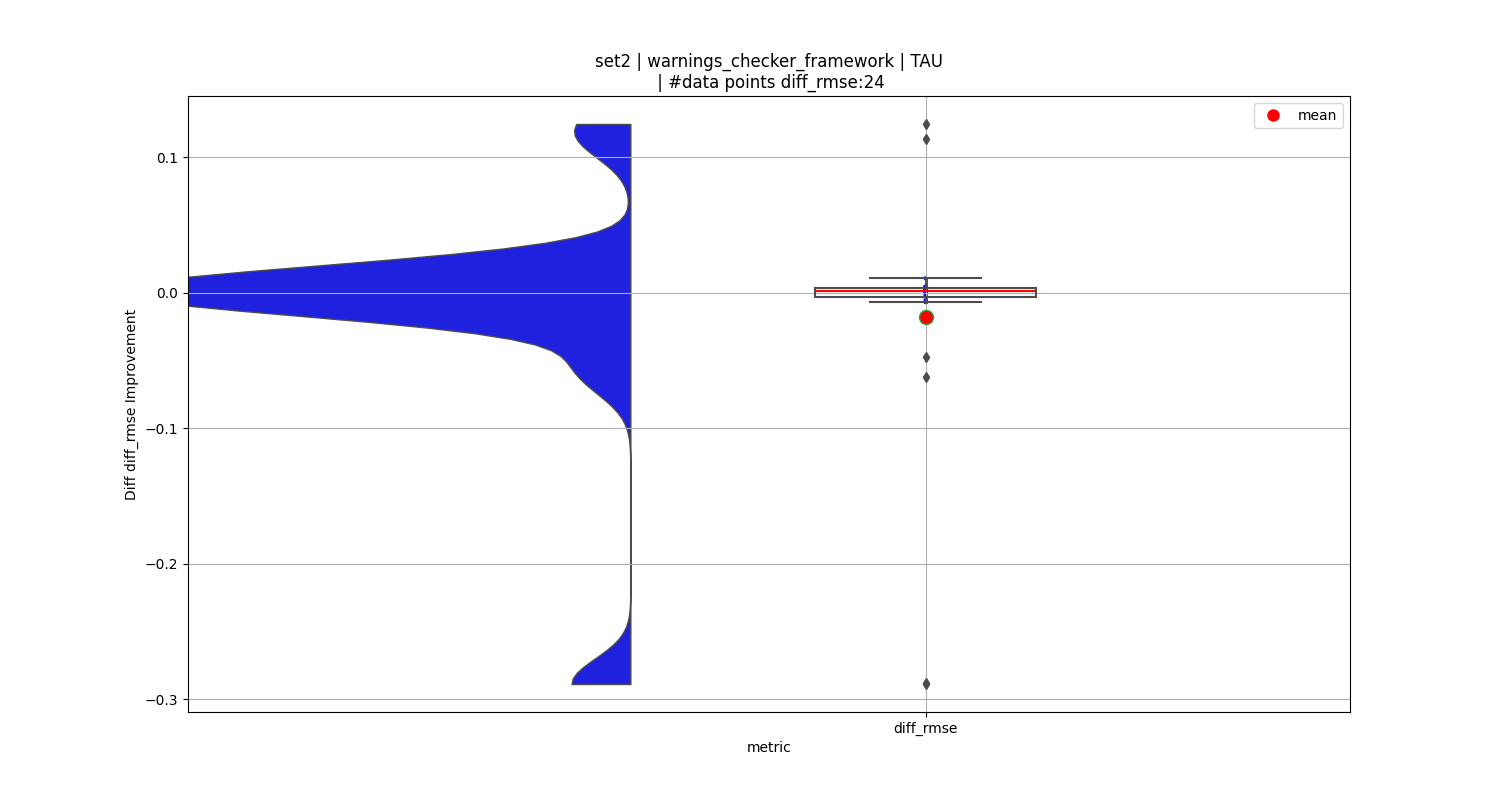 set2 | warnings_checker_framework | TAU
| #data points diff_rmse:24
mean
0.1
0.0
−0.1
−0.2
−0.3
Diff diff_rmse Improvement
diff_rmse
metric